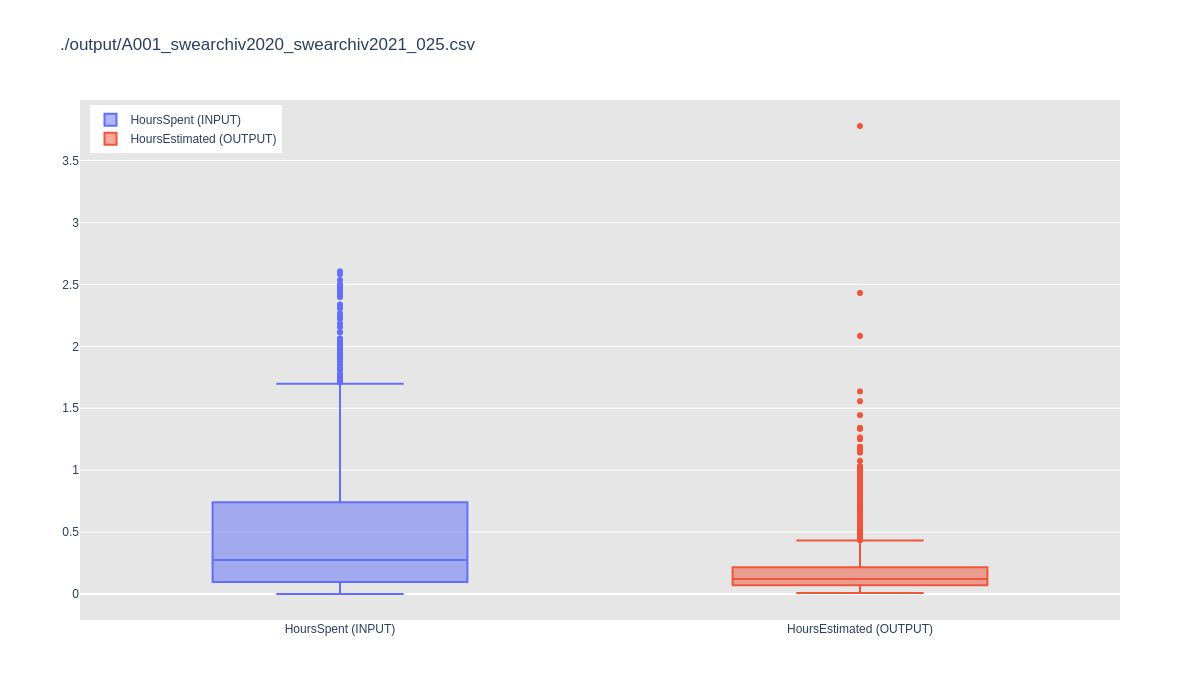 ./output/A001_swearchiv2020_swearchiv2021_025.csv
HoursSpent (INPUT)
HoursEstimated (OUTPUT)
3.5
3
2.5
2
1.5
1
0.5
0
HoursSpent (INPUT)
HoursEstimated (OUTPUT)